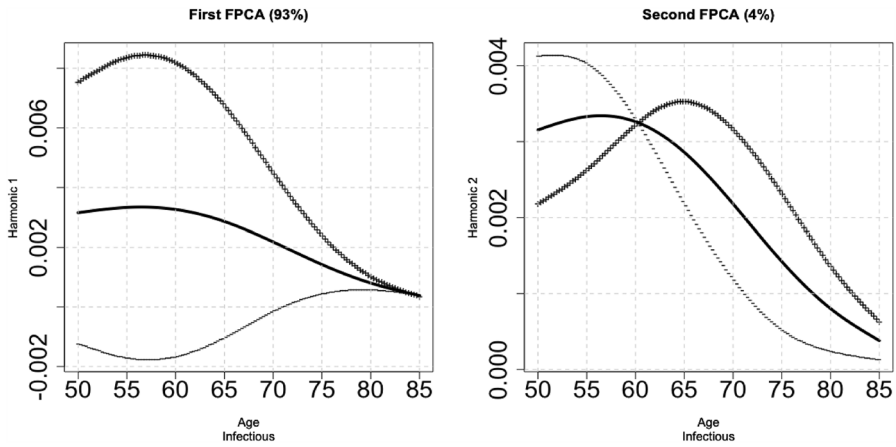 First FPCA (93%)
Harmonic 1
0.006
0.002
-0.002
50 55 60 65 70 75 80 85
Age
Infectious
Second FPCA (4%)
Harmonic 2
0.004
0.002
0.000
50 55 60 65 70 75 80 85
Age
Infectious